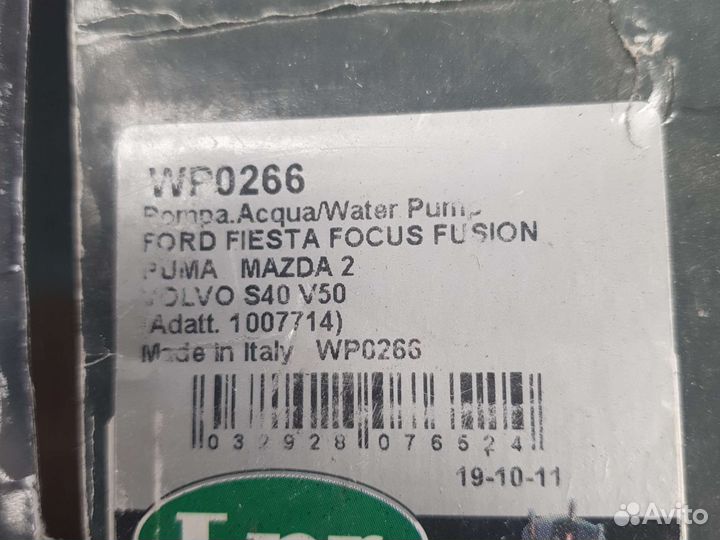 WP0266
Pompa.Acqua/Water Pump
FORD FIESTA FOCUS FUSION
PUMA MAZDA 2
VOLVO S40 V50
(Adatt. 1007714)
Made in Italy WP0266
032928076524
19-10-11
Lpr
Avito